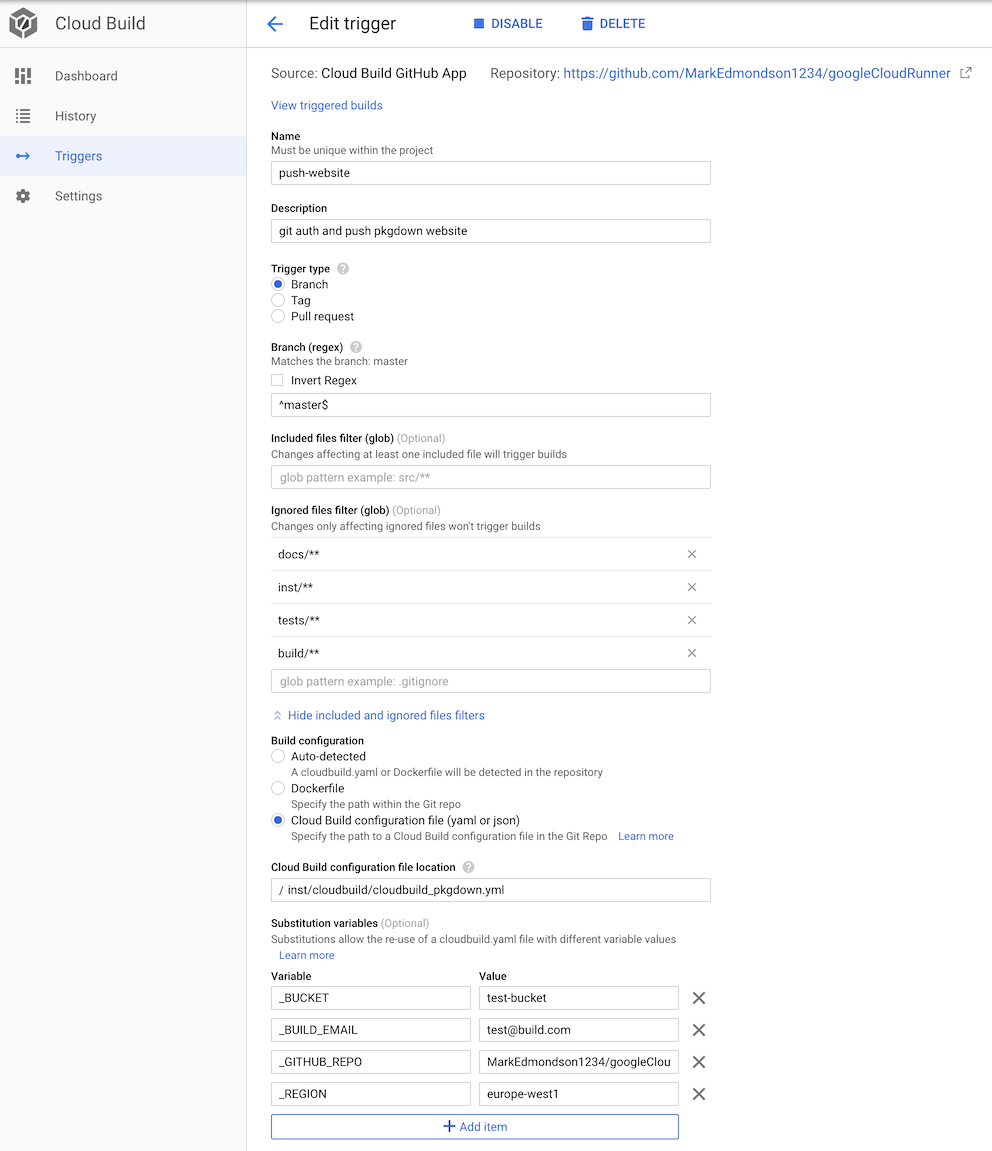 Cloud Build
Edit trigger
DISABLE
DELETE
Dashboard
History
Triggers
Settings
Source: Cloud Build GitHub App Repository: https://github.com/MarkEdmondson1234/googleCloudRunner
View triggered builds
Name
Must be unique within the project
push-website
Description
git auth and push pkgdown website
Trigger type ?
Branch
Tag
Pull request
Branch (regex) ?
Matches the branch: master
Invert Regex
^master$
Included files filter (glob) (Optional)
Changes affecting at least one included file will trigger builds
glob pattern example: src/**
Ignored files filter (glob) (Optional)
Changes only affecting ignored files won't trigger builds
docs/**
inst/**
tests/**
build/**
glob pattern example: .gitignore
Hide included and ignored files filters
Build configuration
Auto-detected
A cloudbuild.yaml or Dockerfile will be detected in the repository
Dockerfile
Specify the path within the Git repo
Cloud Build configuration file (yaml or json)
Specify the path to a Cloud Build configuration file in the Git Repo Learn more
Cloud Build configuration file location ?
/ inst/cloudbuild/cloudbuild_pkgdown.yml
Substitution variables (Optional)
Substitutions allow the re-use of a cloudbuild.yaml file with different variable values
Learn more
Variable Value
_BUCKET test-bucket
_BUILD_EMAIL test@build.com
_GITHUB_REPO MarkEdmondson1234/googleClou
_REGION europe-west1
+ Add item